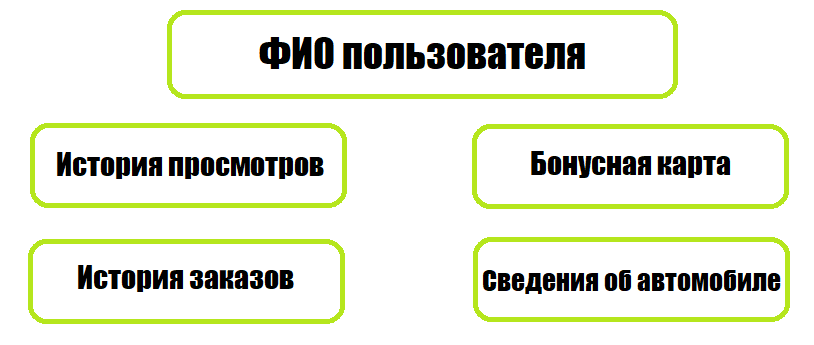 ФИО пользователя
История просмотров
Бонусная карта
История заказов
Сведения об автомобиле